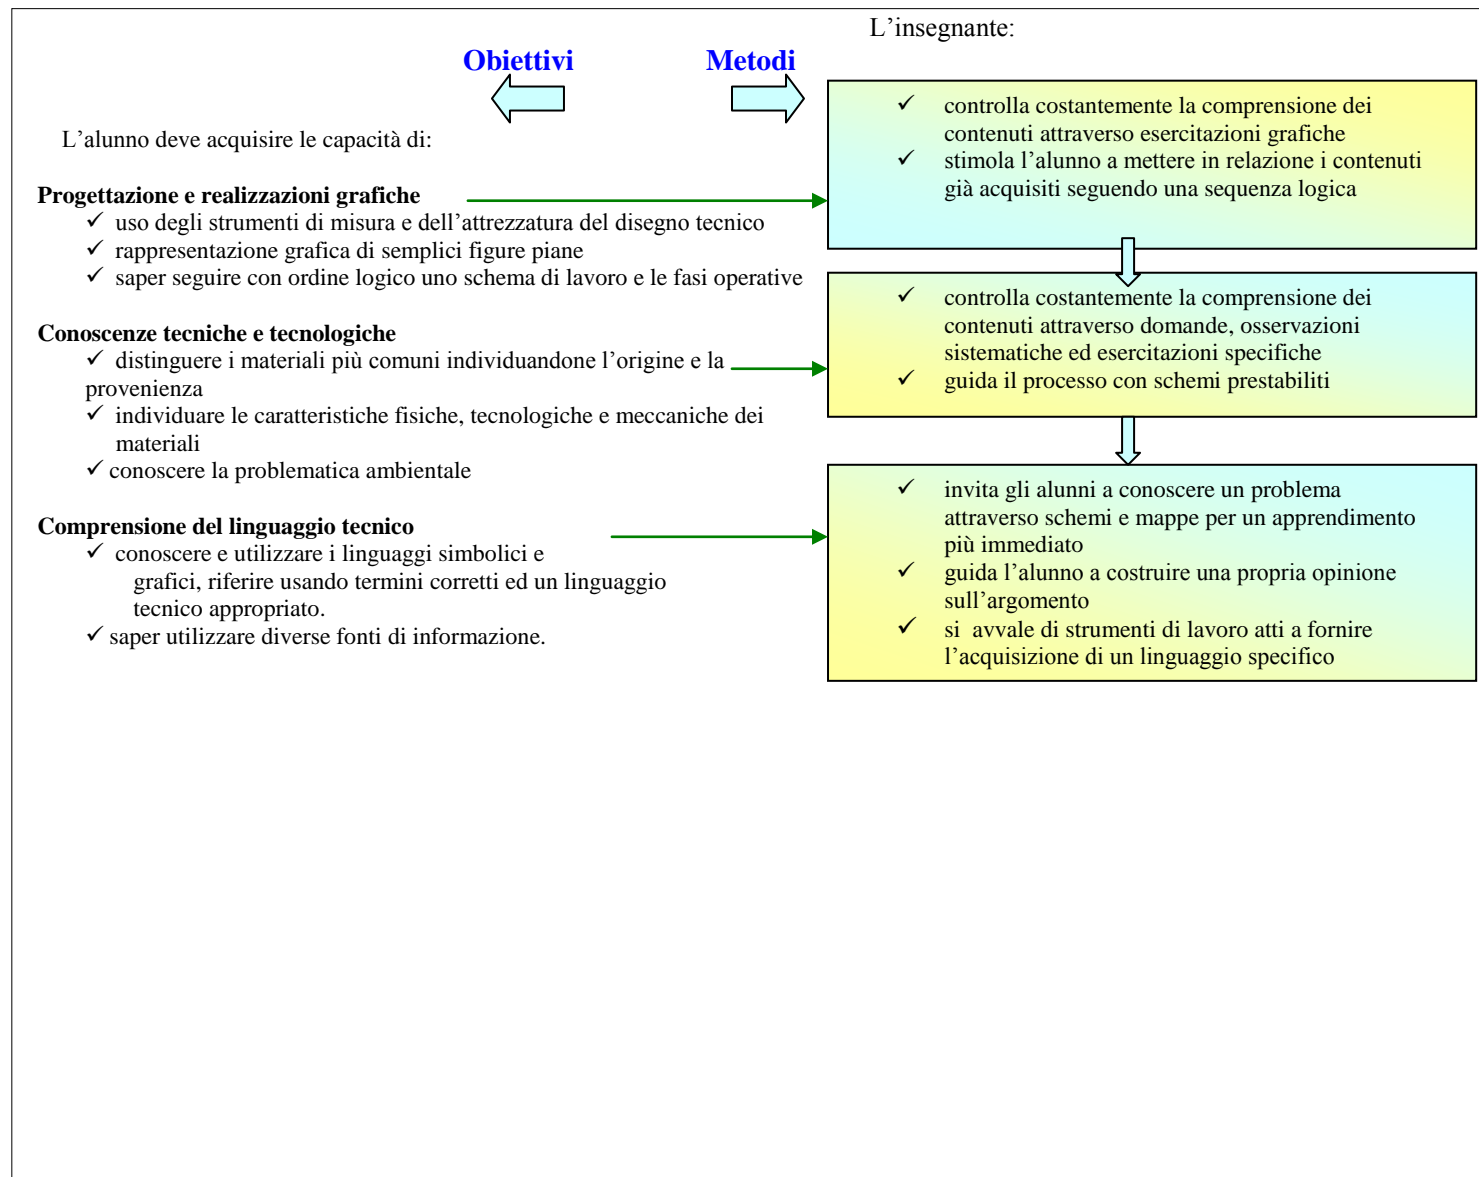 L’insegnante:
Obiettivi
Metodi
L’alunno deve acquisire le capacità di:
Progettazione e realizzazioni grafiche
✓ uso degli strumenti di misura e dell’attrezzatura del disegno tecnico
✓ rappresentazione grafica di semplici figure piane
✓ saper seguire con ordine logico uno schema di lavoro e le fasi operative
Conoscenze tecniche e tecnologiche
✓ distinguere i materiali più comuni individuandone l’origine e la
provenienza
✓ individuare le caratteristiche fisiche, tecnologiche e meccaniche dei
materiali
✓ conoscere la problematica ambientale
Comprensione del linguaggio tecnico
✓ conoscere e utilizzare i linguaggi simbolici e
grafici, riferire usando termini corretti ed un linguaggio
tecnico appropriato.
✓ saper utilizzare diverse fonti di informazione.
✓ controlla costantemente la comprensione dei
contenuti attraverso esercitazioni grafiche
✓ stimola l’alunno a mettere in relazione i contenuti
già acquisiti seguendo una sequenza logica
✓ controlla costantemente la comprensione dei
contenuti attraverso domande, osservazioni
sistematiche ed esercitazioni specifiche
✓ guida il processo con schemi prestabiliti
✓ invita gli alunni a conoscere un problema
attraverso schemi e mappe per un apprendimento
più immediato
✓ guida l’alunno a costruire una propria opinione
sull’argomento
✓ si avvale di strumenti di lavoro atti a fornire
l’acquisizione di un linguaggio specifico